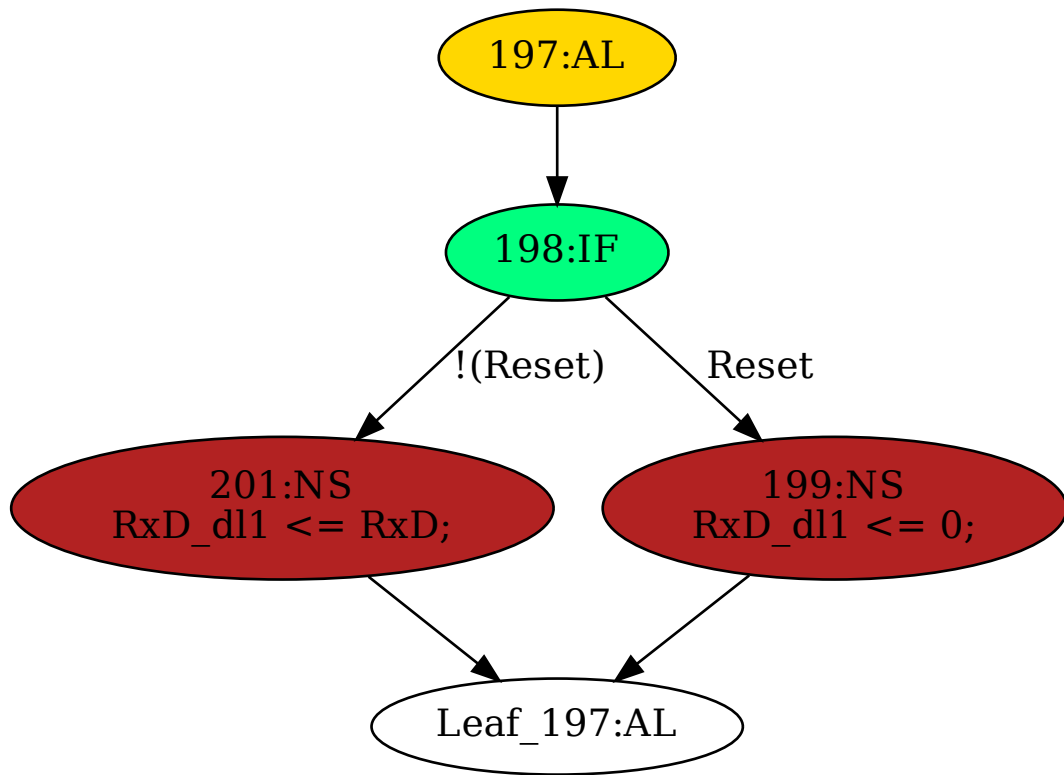 197:AL
198:IF
!(Reset)
Reset
201:NS
RxD_dl1 <= RxD;
199:NS
RxD_dl1 <= 0;
Leaf_197:AL